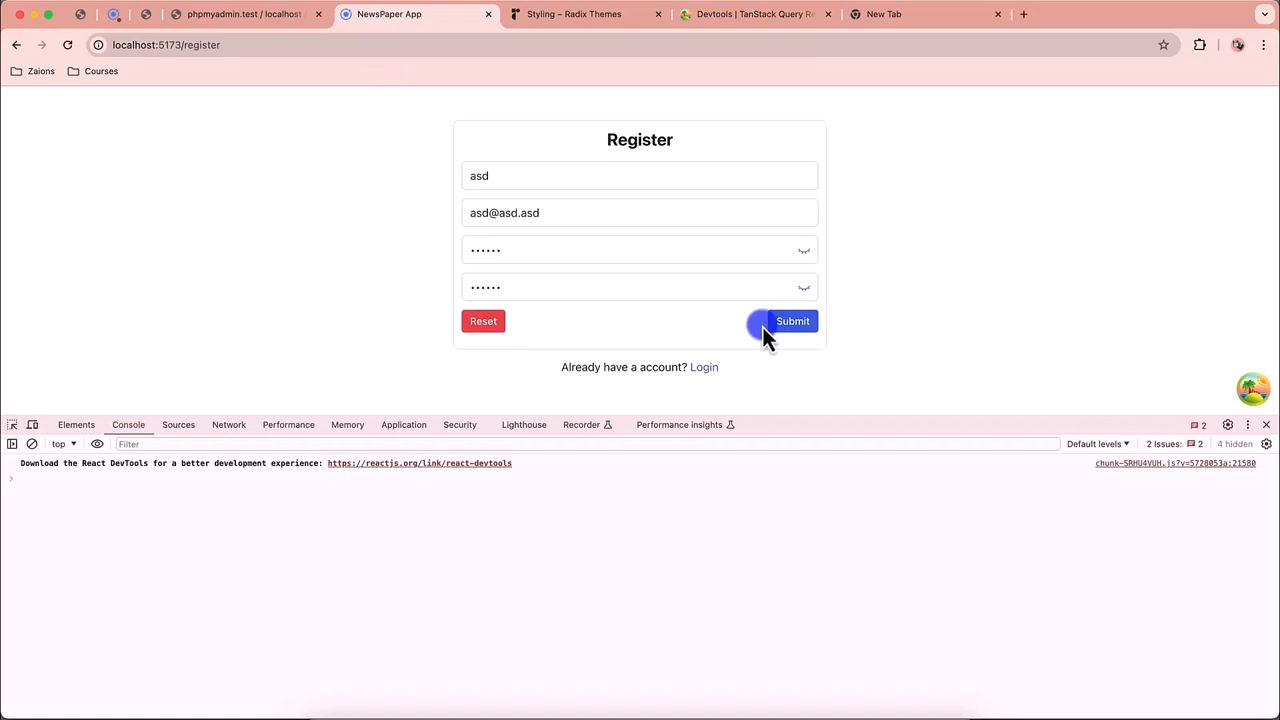 phpmyadmin.test / localhost
NewsPaper App
Styling – Radix Themes
Devtools | TanStack Query Re
New Tab
localhost:5173/register
Zaions
Courses
Register
asd
asd@asd.asd
••••••
••••••
Reset
Submit
Already have a account? Login
Elements
Console
Sources
Network
Performance
Memory
Application
Security
Lighthouse
Recorder
Performance insights
2
top
Filter
Default levels
2 Issues: 2
4 hidden
Download the React DevTools for a better development experience: https://reactjs.org/link/react-devtools
chunk-SRHU4VUH.js?v=5728053a:21580